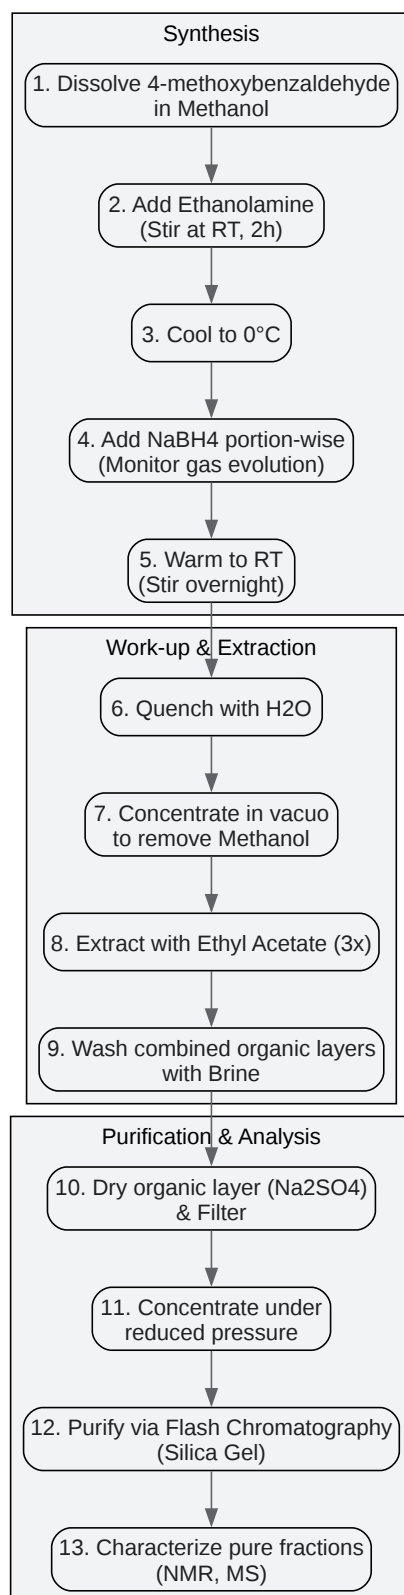 Synthesis
1. Dissolve 4-methoxybenzaldehyde
in Methanol
2. Add Ethanolamine
(Stir at RT, 2h)
3. Cool to 0°C
4. Add NaBH4 portion-wise
(Monitor gas evolution)
5. Warm to RT
(Stir overnight)
Work-up & Extraction
6. Quench with H2O
7. Concentrate in vacuo
to remove Methanol
8. Extract with Ethyl Acetate (3x)
9. Wash combined organic layers
with Brine
Purification & Analysis
10. Dry organic layer (Na2SO4)
& Filter
11. Concentrate under
reduced pressure
12. Purify via Flash Chromatography
(Silica Gel)
13. Characterize pure fractions
(NMR, MS)